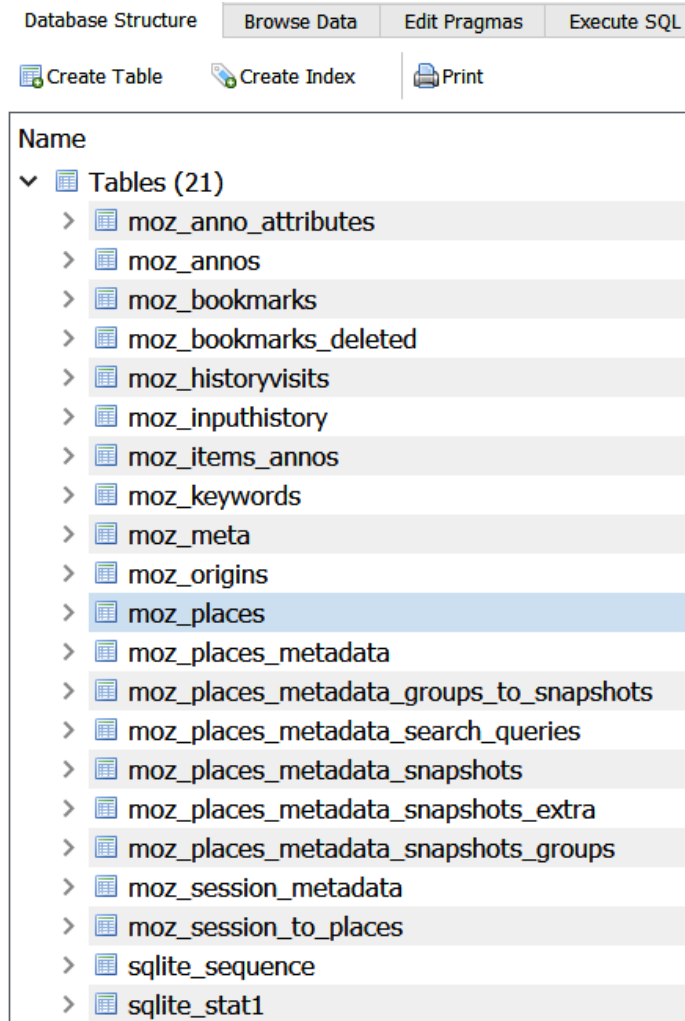 Database Structure Browse Data Edit Pragmas Execute SQL
Create Table Create Index Print
Name
Tables (21)
moz_anno_attributes
moz_annos
moz_bookmarks
moz_bookmarks_deleted
moz_historyvisits
moz_inputhistory
moz_items_annos
moz_keywords
moz_meta
moz_origins
moz_places
moz_places_metadata
moz_places_metadata_groups_to_snapshots
moz_places_metadata_search_queries
moz_places_metadata_snapshots
moz_places_metadata_snapshots_extra
moz_places_metadata_snapshots_groups
moz_session_metadata
moz_session_to_places
sqlite_sequence
sqlite_stat1